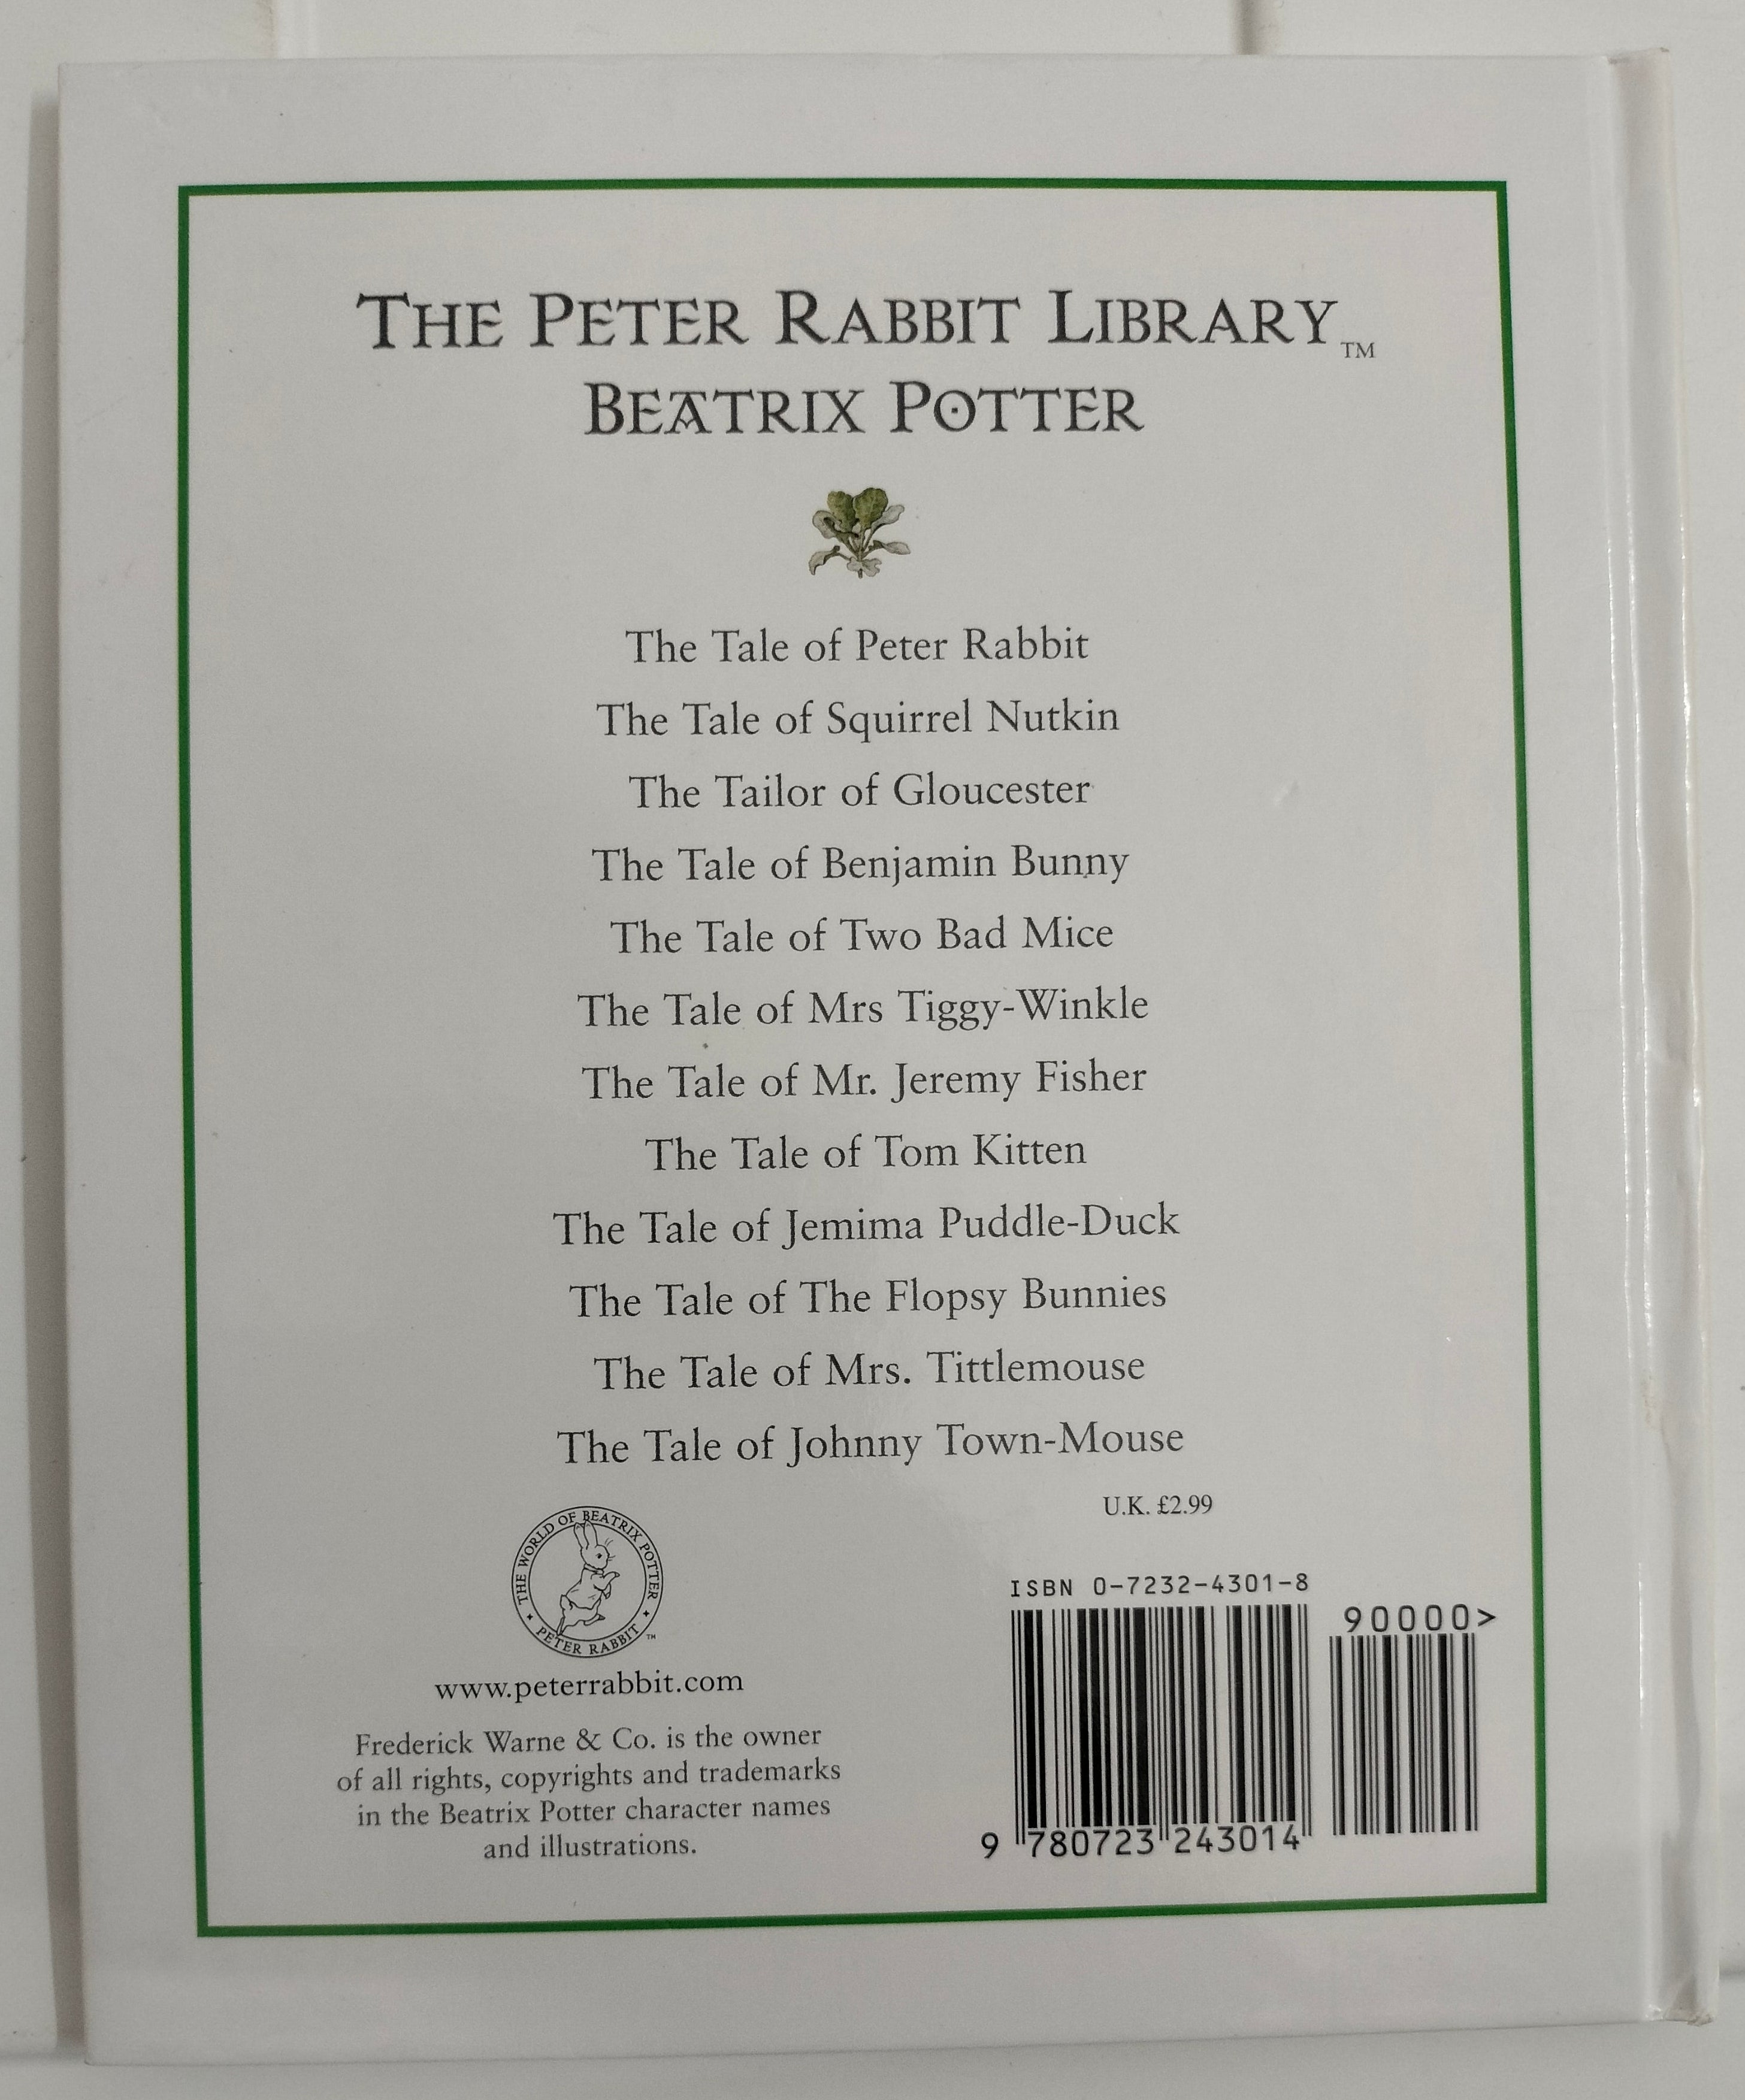 THE PETER RABBIT LIBRARY™
BEATRIX POTTER
The Tale of Peter Rabbit
The Tale of Squirrel Nutkin
The Tailor of Gloucester
The Tale of Benjamin Bunny
The Tale of Two Bad Mice
The Tale of Mrs Tiggy-Winkle
The Tale of Mr. Jeremy Fisher
The Tale of Tom Kitten
The Tale of Jemima Puddle-Duck
The Tale of The Flopsy Bunnies
The Tale of Mrs. Tittlemouse
The Tale of Johnny Town-Mouse
THE WORLD OF BEATRIX POTTER
PETER RABBIT ™
www.peterrabbit.com
Frederick Warne & Co. is the owner
of all rights, copyrights and trademarks
in the Beatrix Potter character names
and illustrations.
U.K. £2.99
ISBN 0-7232-4301-8
90000>
9 780723 243014